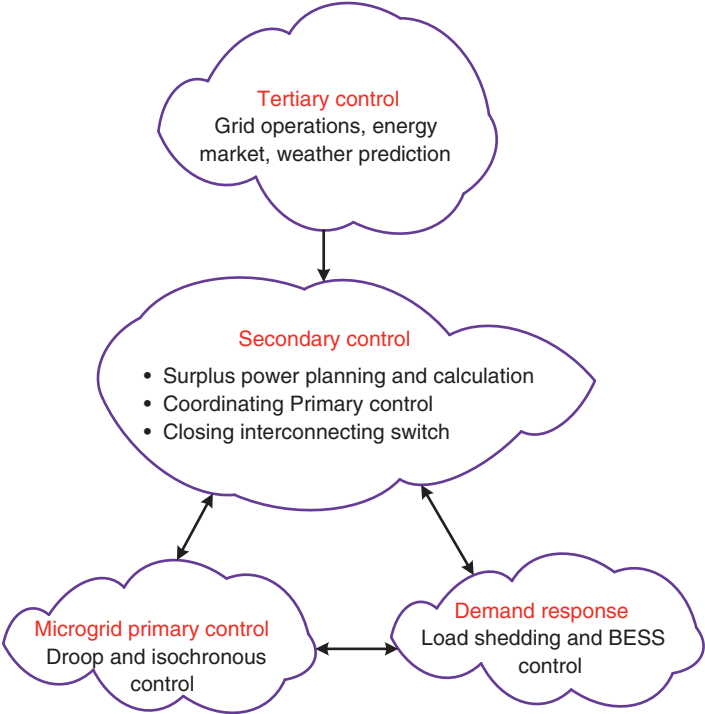 Tertiary control
Grid operations, energy
market, weather prediction
Secondary control
• Surplus power planning and calculation
• Coordinating Primary control
• Closing interconnecting switch
Microgrid primary control
Droop and isochronous
control
Demand response
Load shedding and BESS
control